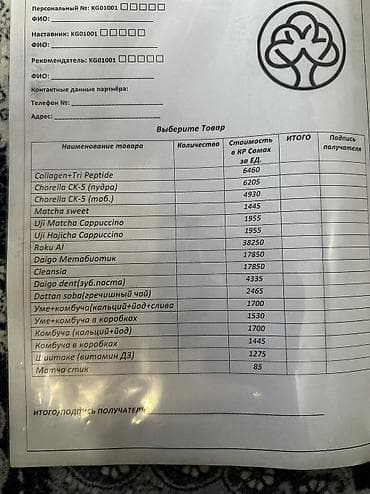 Персональный №: KG01001 □□□□□
ФИО:
Наставник: KG01001 □□□□□
ФИО:
Рекомендатель: KG01001 □□□□□
ФИО:
Контактные данные партнёра:
Телефон №:
Адрес:
Выберите Товар
Наименование товара Количество Стоимость в КР Сомах за ЕД. ИТОГО Подпись получателя
Collagen+Tri Peptide 6460
Chorella СК-5 (пудра) 6205
Chorella СК-5 (таб.) 4930
Matcha sweet 1445
Uji Matcha Cappuccino 1955
Uji Hojicha Cappuccino 1955
Roku AI 38250
Daigo Метабиотик 17850
Cleansia 17850
Daigo dent(зуб.паста) 4335
Dattan soba(гречишный чай) 2465
Уме+комбуча(кальций+йод+слива 1700
Уме+комбуча в коробках 1530
Комбуча (кальций+йод) 1700
Комбуча в коробках 1445
Шиитаке (витамин Д3) 1275
Матча стик 85
ИТОГО/ПОДПИСЬ ПОЛУЧАТЕЛЯ: